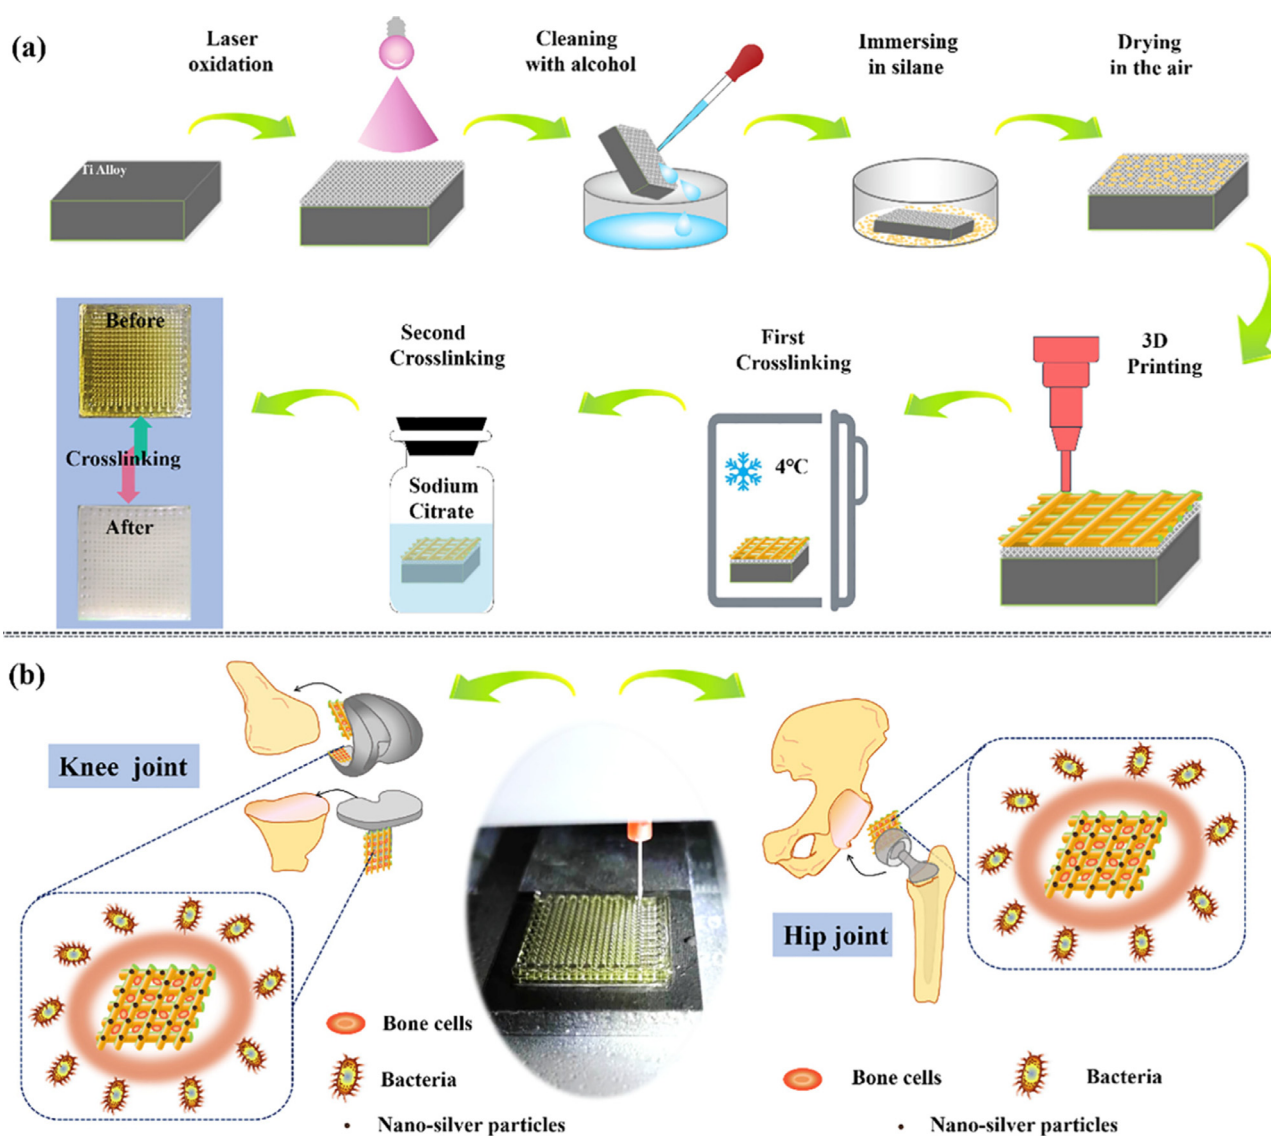 (a)
Laser
oxidation
Cleaning
with alcohol
Immersing
in silane
Drying
in the air
Ti Alloy
3D
Printing
First
Crosslinking
4°C
Second
Crosslinking
Sodium
Citrate
Before
Crosslinking
After
(b)
Knee joint
Bone cells
Bacteria
Nano-silver particles
Hip joint
Bone cells
Bacteria
Nano-silver particles